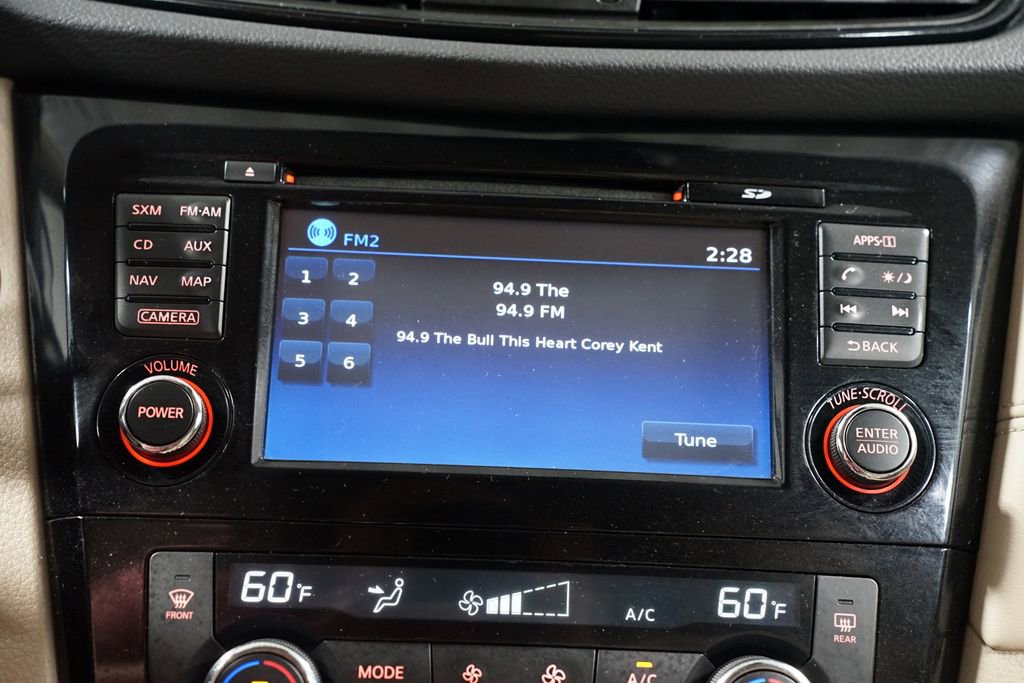 SD
SXM FM·AM
CD AUX
NAV MAP
CAMERA
VOLUME
POWER
FM2
2:28
1 2
3 4
5 6
94.9 The
94.9 FM
94.9 The Bull This Heart Corey Kent
Tune
APPS·i
BACK
TUNE·SCROLL
ENTER
AUDIO
FRONT
60°F
A/C
60°F
REAR
MODE
A/C